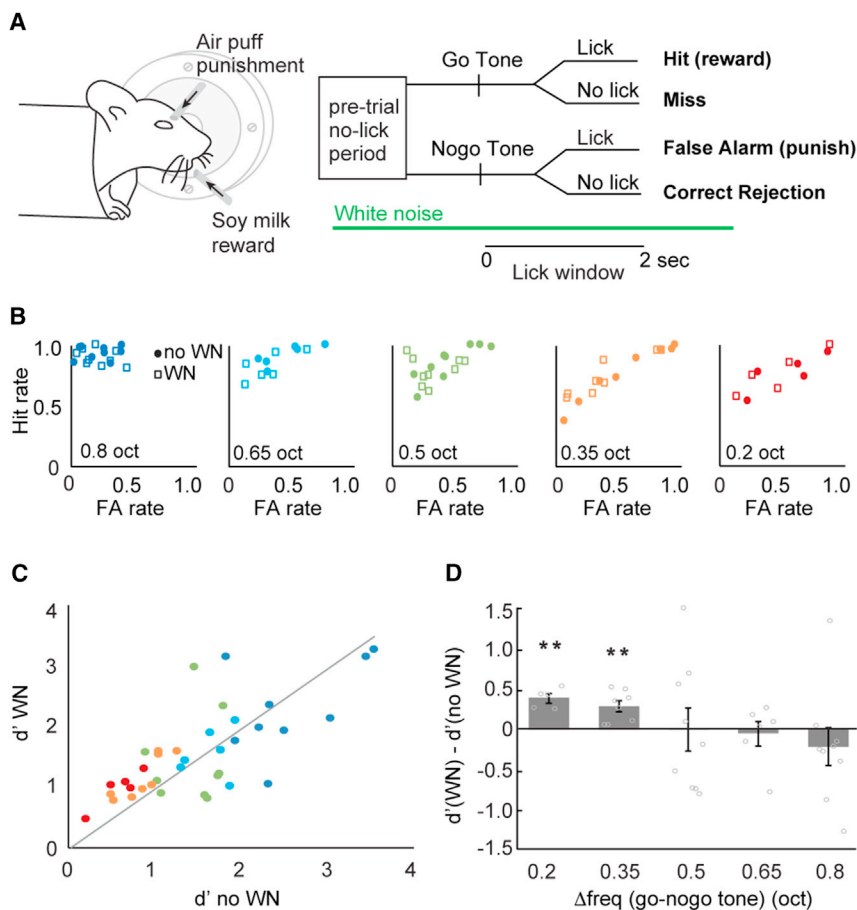 A
Air puff
punishment
Soy milk
reward
pre-trial
no-lick
period
Go Tone
Lick
Hit (reward)
No lick
Miss
Nogo Tone
Lick
False Alarm (punish)
No lick
Correct Rejection
White noise
0
2 sec
Lick window
B
Hit rate
1.0
0.5
0
no WN
WN
0.8 oct
0 0.5 1.0
FA rate
0.65 oct
0 0.5 1.0
FA rate
0.5 oct
0 0.5 1.0
FA rate
0.35 oct
0 0.5 1.0
FA rate
0.2 oct
0 0.5 1.0
FA rate
C
d' WN
4
3
2
1
0
0 1 2 3 4
d' no WN
D
d'(WN) - d'(no WN)
1.5
1.0
0.5
0
-0.5
-1.0
-1.5
** **
0.2 0.35 0.5 0.65 0.8
Δfreq (go-nogo tone) (oct)